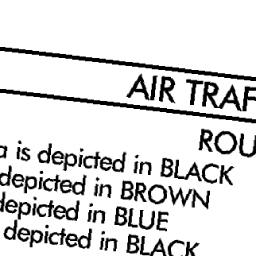 AIR TRAF
ROU
a is depicted in BLACK
depicted in BROWN
depicted in BLUE
depicted in BLACK